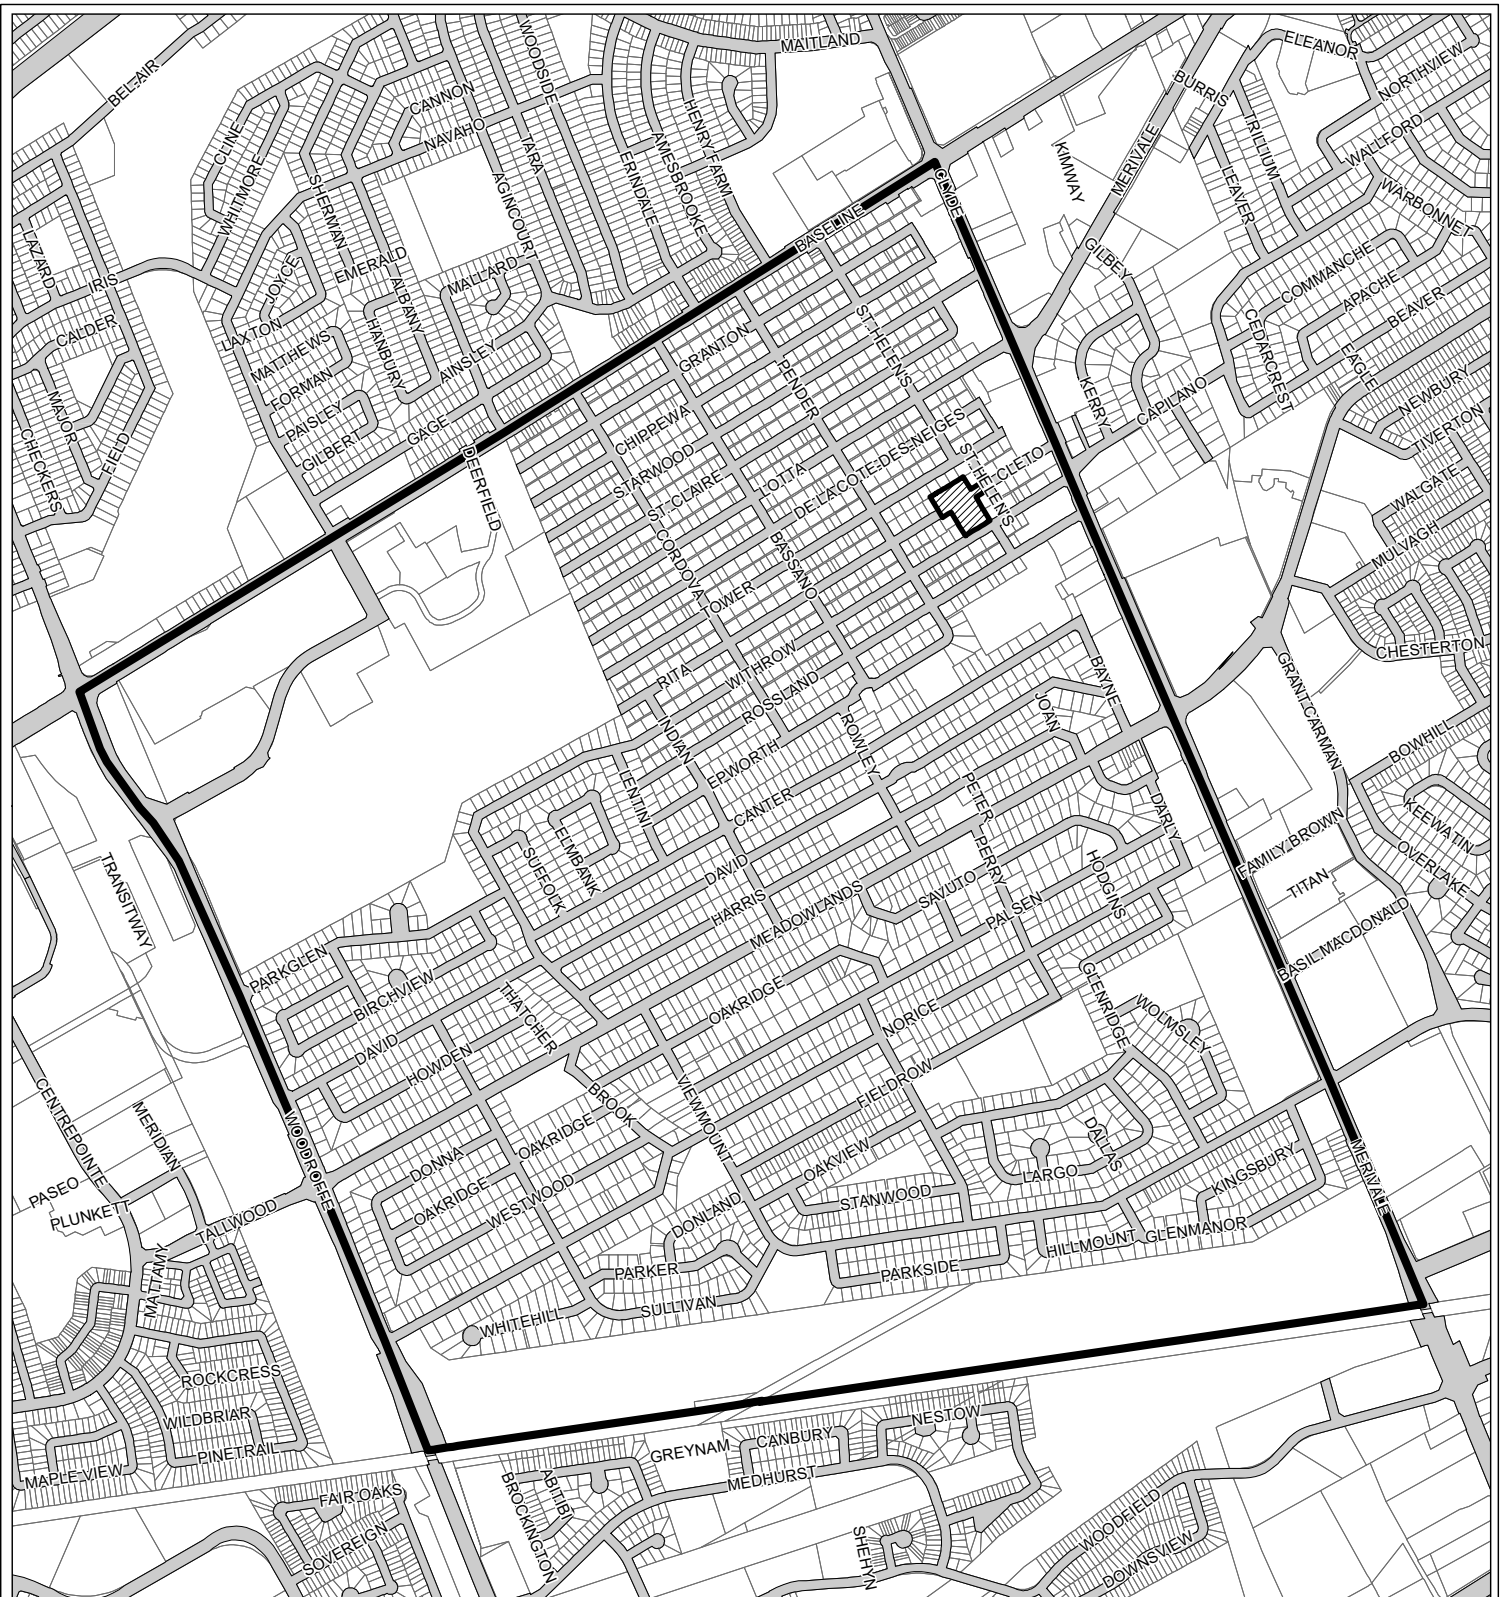 MAITLAND
ELEANOR
BEL-AIR
WOODSIDE
BURRIS
NORTHVIEW
CANNON
NAVAHO
CLINE
HENRY FARM
TRILLIUM
WALLFORD
TARA
AMESBROOKE
ERINDALE
KIMWAY
MERIVALE
WHITMORE
SHERMAN
AGINCOURT
CLYDE
LEAVER
WARBONNET
BASELINE
LAZARD
EMERALD
MALLARD
GILBEY
IRIS
JOYCE
ALBANY
COMMANCHE
APACHE
BEAVER
CALDER
LAXTON
MATTHEWS
HANBURY
AINSLEY
GRANTON
ST. HELEN'S
CEDARCREST
EAGLE
FORMAN
PENDER
PAISLEY
GILBERT
GAGE
CHIPPEWA
KERRY
CAPILANO
NEWBURY
MAJOR
FIELD
CHECKERS
TIVERTON
DEERFIELD
STARWOOD
ST. CLAIRE
LOTTA
DE LA COTE-DES-NEIGES
ST. HELEN'S
CLETO
WALGATE
CORDOVA
BASSANO
MULVAGH
TOWER
CHESTERTON
RITA
WITHROW
ROSSLAND
BAYNE
GRANT CARMAN
JOAN
INDIAN
EPWORTH
ROWLEY
BOWHILL
LENTINI
CANTER
PETER
DARLY
KEEWATIN
FAMILY BROWN
ELMBANK
SUFFOLK
PERRY
HODGINS
OVERLAKE
TRANSITWAY
DAVID
HARRIS
MEADOWLANDS
SAVUTO
PALSEN
TITAN
BASIL MACDONALD
PARKGLEN
BIRCHVIEW
THATCHER
OAKRIDGE
NORICE
GLENRIDGE
WOLMSLEY
DAVID
HOWDEN
CENTREPOINTE
MERIDIAN
BROOK
VIEWMOUNT
FIELDROW
WOODROFFE
OAKRIDGE
DONNA
OAKRIDGE
WESTWOOD
OAKVIEW
DALLAS
LARGO
KINGSBURY
MERIVALE
PASEO
PLUNKETT
TALLWOOD
STANWOOD
DONLAND
HILLMOUNT
GLENMANOR
MATTAMY
PARKER
PARKSIDE
SULLIVAN
WHITEHILL
ROCKCRESS
WILDBRIAR
PINETRAIL
MAPLE VIEW
NESTOW
CANBURY
GREYNAM
MEDHURST
FAIR OAKS
ABITIBI
BROCKINGTON
SOVEREIGN
SHEHYN
WOODFIELD
DOWNSVIEW